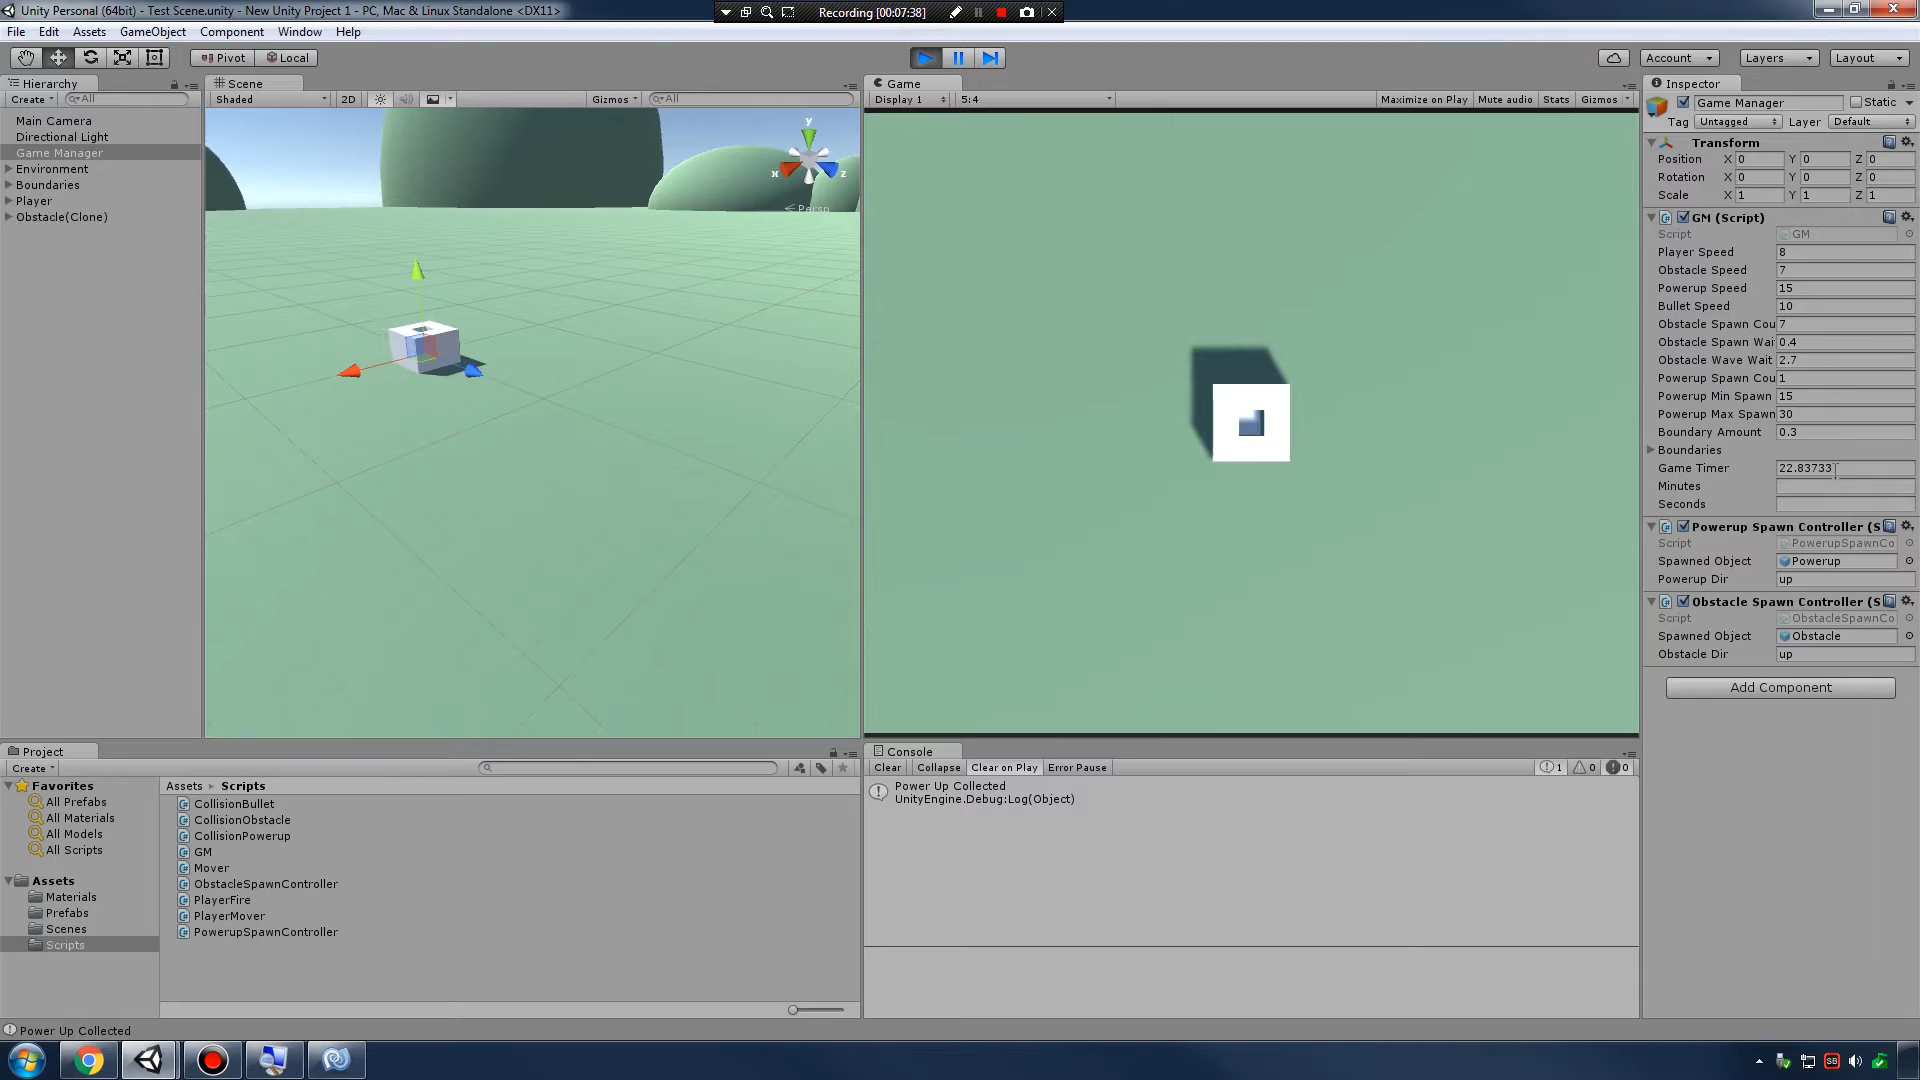 Unity Personal (64bit) - Test Scene.unity - New Unity Project 1 - PC, Mac & Linux Standalone <DX11>
Recording [00:07:38]
File Edit Assets GameObject Component Window Help
Pivot Local
Account Layers Layout
Hierarchy
Create All
Main Camera
Directional Light
Game Manager
Environment
Boundaries
Player
Obstacle(Clone)
Scene
Shaded 2D Gizmos All
y
x z
Persp
Game
Display 1 5:4 Maximize on Play Mute audio Stats Gizmos
Inspector
Game Manager Static
Tag Untagged Layer Default
Transform
Position X 0 Y 0 Z 0
Rotation X 0 Y 0 Z 0
Scale X 1 Y 1 Z 1
GM (Script)
Script GM
Player Speed 8
Obstacle Speed 7
Powerup Speed 15
Bullet Speed 10
Obstacle Spawn Cou 7
Obstacle Spawn Wai 0.4
Obstacle Wave Wait 2.7
Powerup Spawn Cou 1
Powerup Min Spawn 15
Powerup Max Spawn 30
Boundary Amount 0.3
Boundaries
Game Timer 22.83733
Minutes
Seconds
Powerup Spawn Controller (S
Script PowerupSpawnCo
Spawned Object Powerup
Powerup Dir up
Obstacle Spawn Controller (S
Script ObstacleSpawnCo
Spawned Object Obstacle
Obstacle Dir up
Add Component
Project
Create
Favorites
All Prefabs
All Materials
All Models
All Scripts
Assets
Materials
Prefabs
Scenes
Scripts
Assets Scripts
CollisionBullet
CollisionObstacle
CollisionPowerup
GM
Mover
ObstacleSpawnController
PlayerFire
PlayerMover
PowerupSpawnController
Console
Clear Collapse Clear on Play Error Pause 1 0 0
Power Up Collected
UnityEngine.Debug:Log(Object)
Power Up Collected